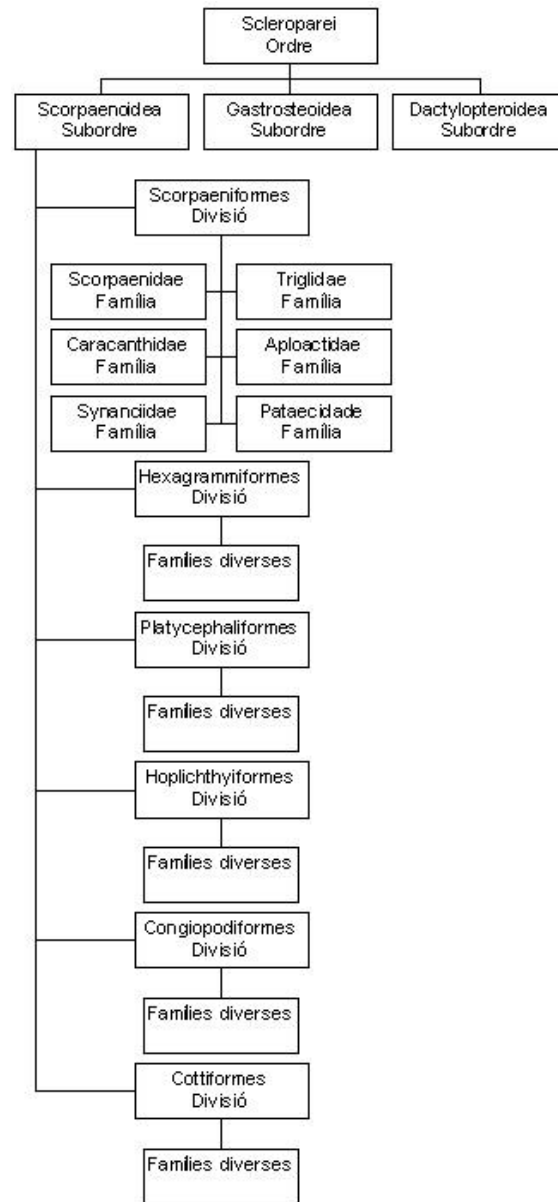 Scleroparei
Ordre
Scorpaenoidea
Subordre
Gastrosteoidea
Subordre
Dactylopteroidea
Subordre
Scorpaeniformes
Divisió
Scorpaenidae
Família
Triglidae
Família
Caracanthidae
Família
Aploactidae
Família
Synanciidae
Família
Pataecidade
Família
Hexagrammiformes
Divisió
Famílies diverses
Platycephaliformes
Divisió
Famílies diverses
Hoplichthyiformes
Divisió
Famílies diverses
Congiopodiformes
Divisió
Famílies diverses
Cottiformes
Divisió
Famílies diverses